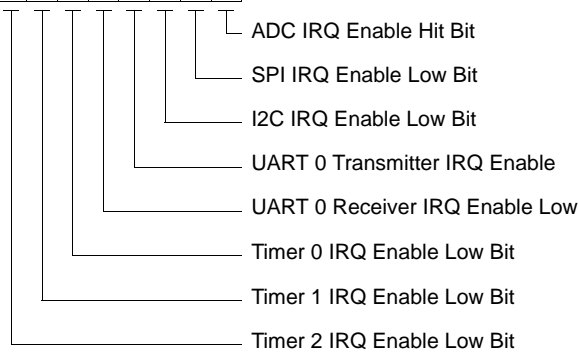 ADC IRQ Enable Hit Bit
SPI IRQ Enable Low Bit
I2C IRQ Enable Low Bit
UART 0 Transmitter IRQ Enable
UART 0 Receiver IRQ Enable Low
Timer 0 IRQ Enable Low Bit
Timer 1 IRQ Enable Low Bit
Timer 2 IRQ Enable Low Bit